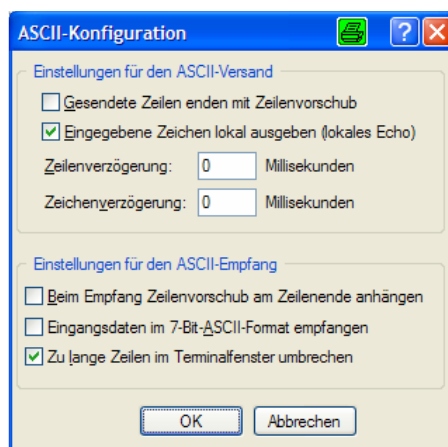 ASCII-Konfiguration
Einstellungen für den ASCII-Versand
Gesendete Zeilen enden mit Zeilenvorschub
Eingegebene Zeichen lokal ausgeben (lokales Echo)
Zeilenverzögerung: 0 Millisekunden
Zeichenverzögerung: 0 Millisekunden
Einstellungen für den ASCII-Empfang
Beim Empfang Zeilenvorschub am Zeilenende anhängen
Eingangsdaten im 7-Bit-ASCII-Format empfangen
Zu lange Zeilen im Terminalfenster umbrechen
OK Abbrechen